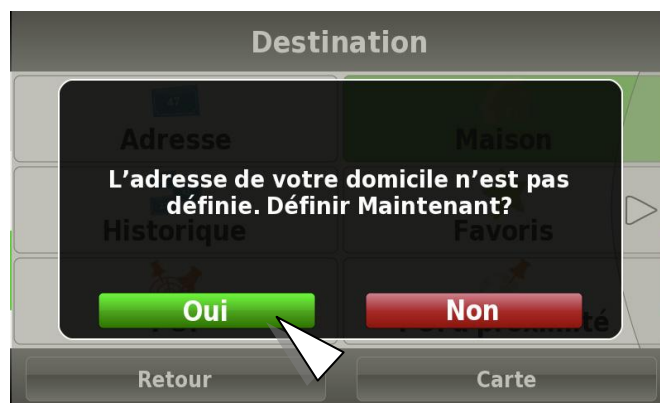 Destination
Adresse
Maison
L’adresse de votre domicile n’est pas
définie. Définir Maintenant?
Historique
Favoris
Oui
Non
Retour
Carte